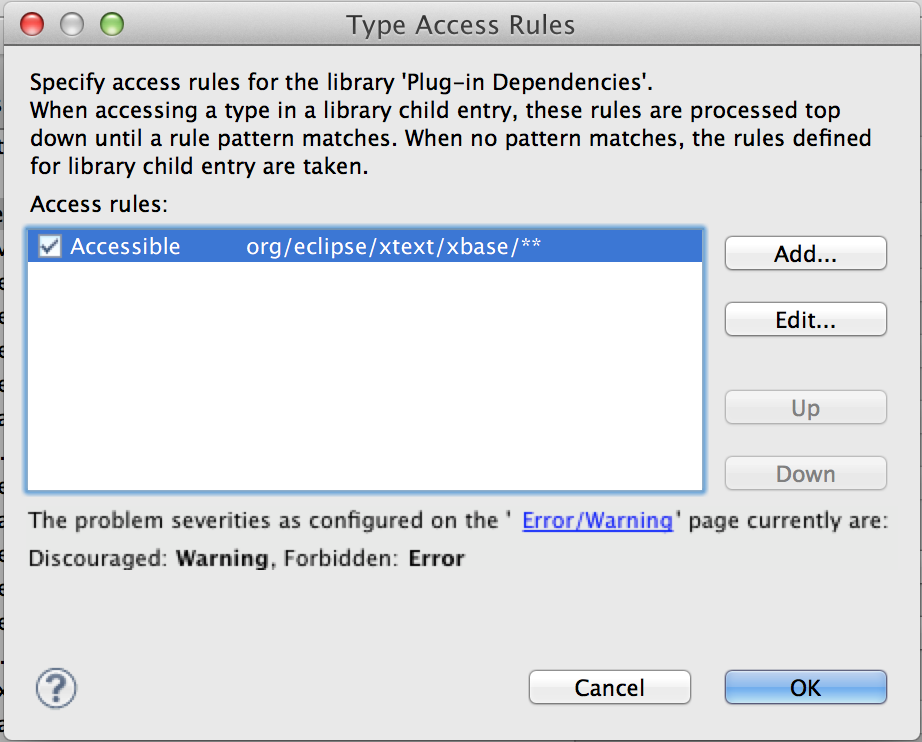 Type Access Rules
Specify access rules for the library 'Plug-in Dependencies'.
When accessing a type in a library child entry, these rules are processed top
down until a rule pattern matches. When no pattern matches, the rules defined
for library child entry are taken.
Access rules:
Accessible org/eclipse/xtext/xbase/**
Add...
Edit...
Up
Down
The problem severities as configured on the ' Error/Warning' page currently are:
Discouraged: Warning, Forbidden: Error
?
Cancel
OK